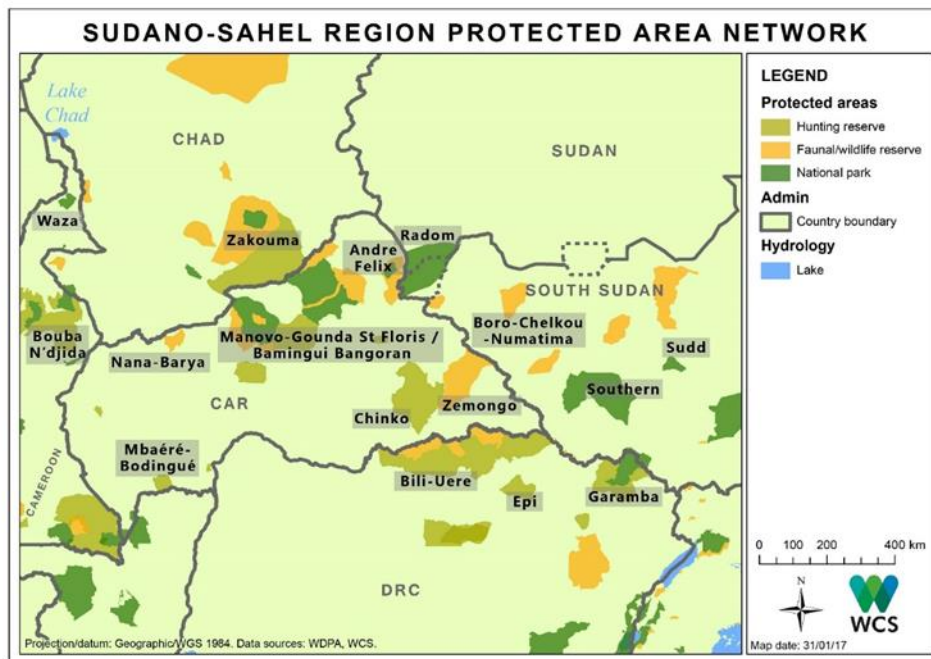 SUDANO-SAHEL REGION PROTECTED AREA NETWORK
Lake
Chad
CHAD
SUDAN
Waza
Zakouma
Andre
Felix
Radom
SOUTH SUDAN
Bouba
N'djida
Nana-Barya
Manovo-Gounda St Floris /
Bamingui Bangoran
Boro-Chelkou
-Numatima
Sudd
Southern
CAR
Chinko
Zemongo
CAMEROON
Mbaéré-
Bodingué
Bili-Uere
Epi
Garamba
DRC
Projection/datum: Geographic/WGS 1984. Data sources: WDPA, WCS.
LEGEND
Protected areas
Hunting reserve
Faunal/wildlife reserve
National park
Admin
Country boundary
Hydrology
Lake
0 100 200 400 km
N
WCS
Map date: 31/01/17